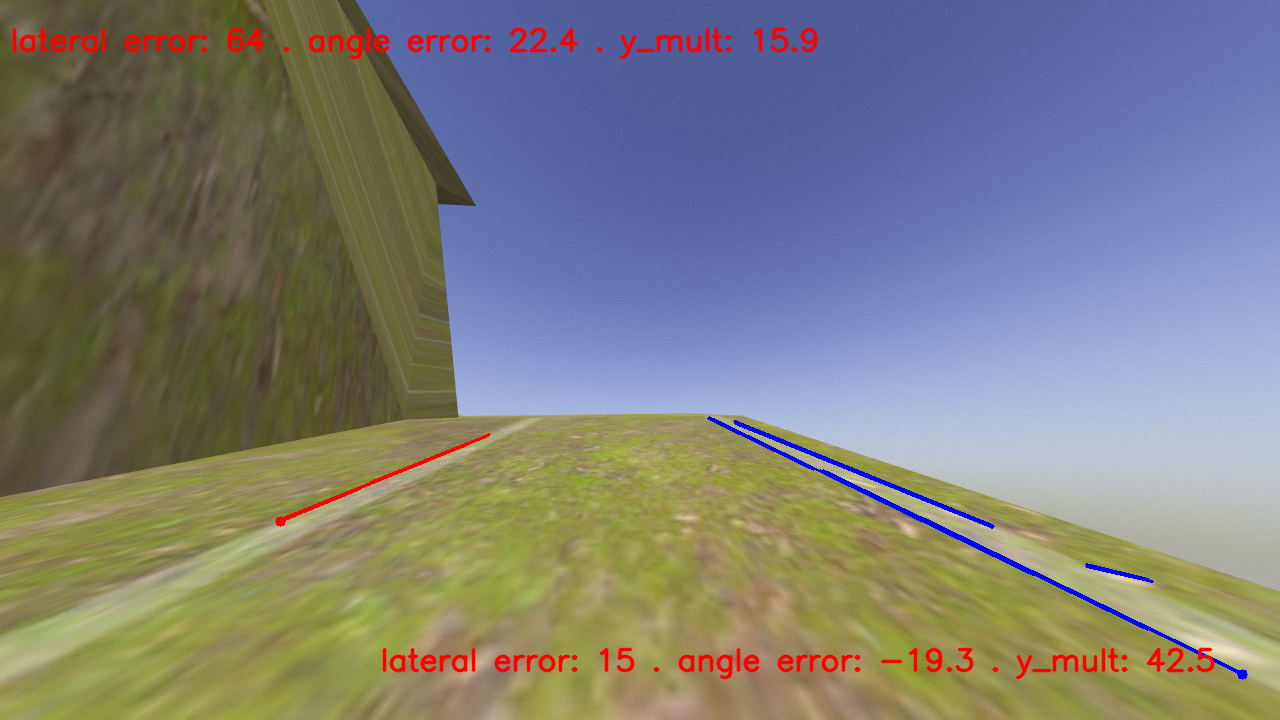 lateral error: 64 . angle error: 22.4 . y_mult: 15.9
lateral error: 15 . angle error: -19.3 . y_mult: 42.5